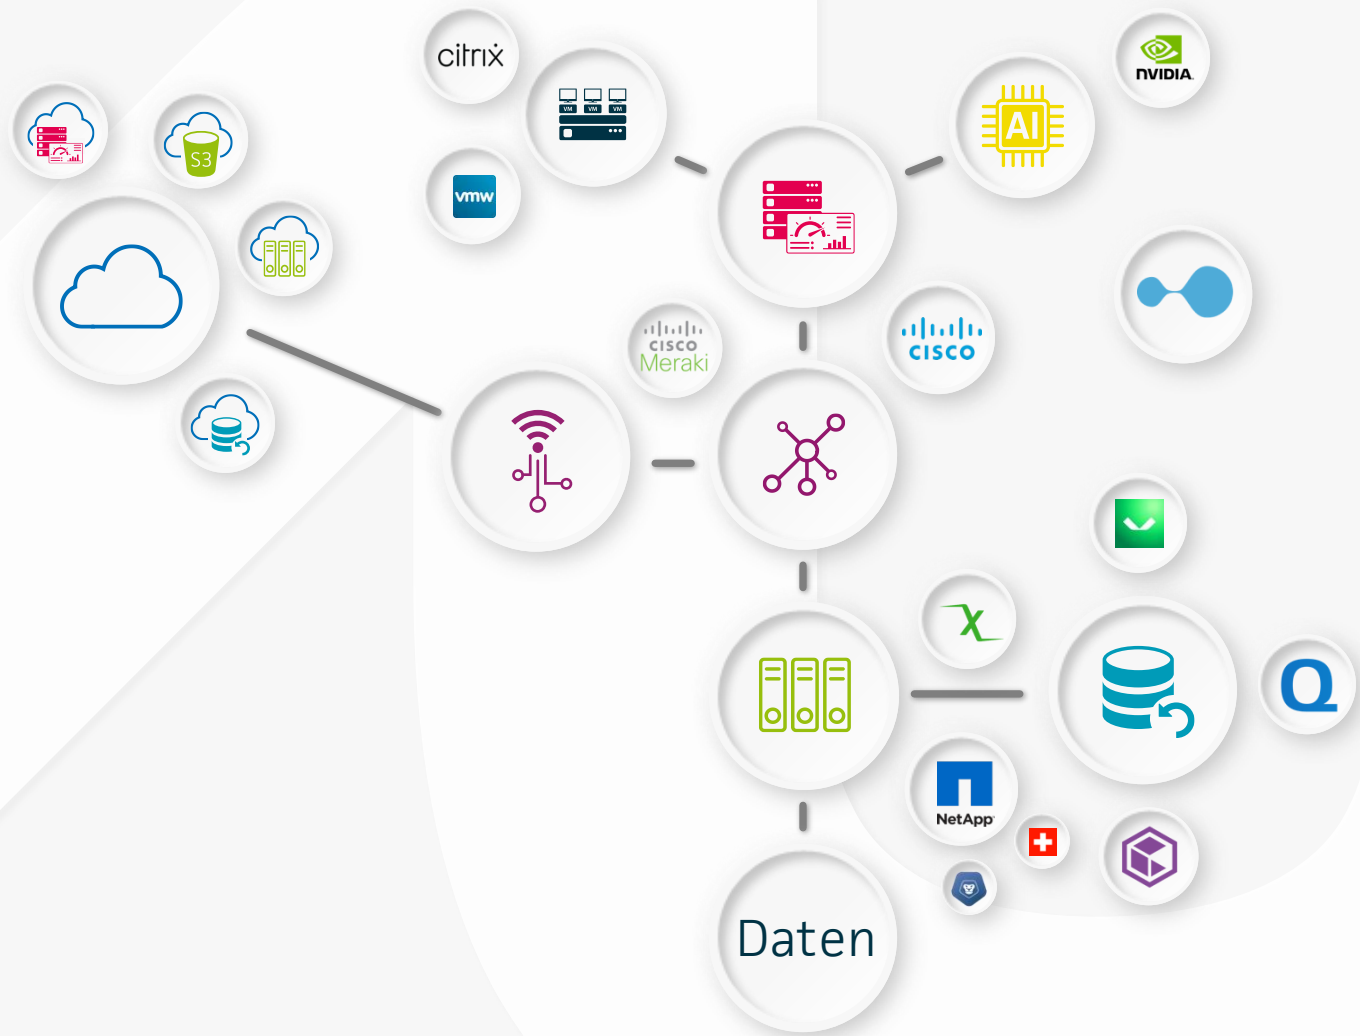 citrix
VM VM VM
vmw
AI
nVIDIA
S3
CISCO
Meraki
CISCO
X
Q
NetApp
Daten